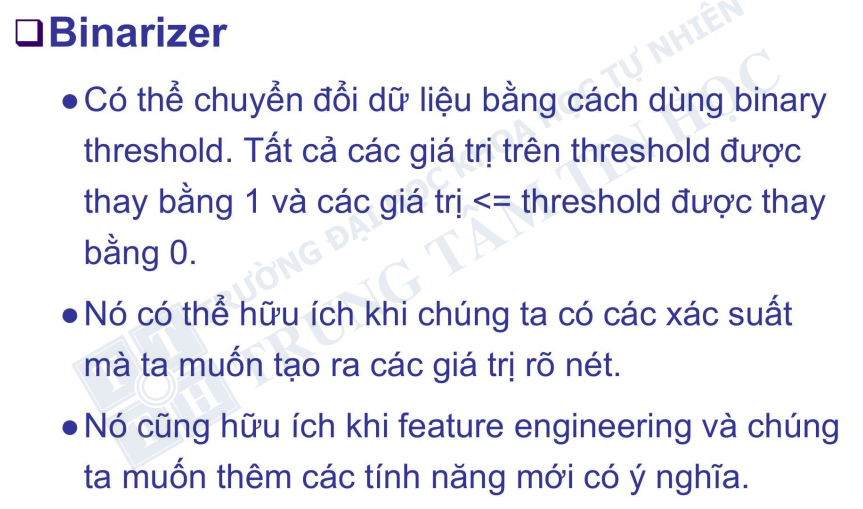 ❑Binarizer
●Có thể chuyển đổi dữ liệu bằng cách dùng binary
threshold. Tất cả các giá trị trên threshold được
thay bằng 1 và các giá trị <= threshold được thay
bằng 0.
●Nó có thể hữu ích khi chúng ta có các xác suất
mà ta muốn tạo ra các giá trị rõ nét.
●Nó cũng hữu ích khi feature engineering và chúng
ta muốn thêm các tính năng mới có ý nghĩa.
TRƯỜNG ĐẠI HỌC KHOA HỌC TỰ NHIÊN
TRUNG TÂM TIN HỌC